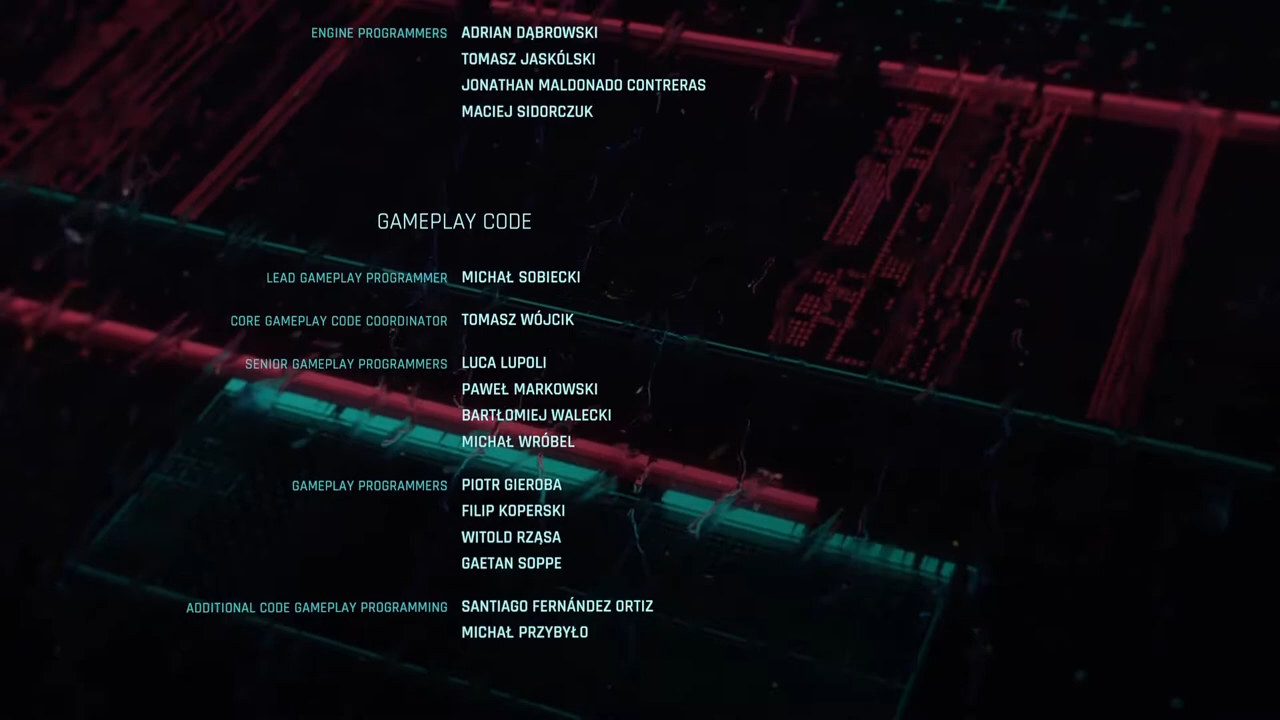 ENGINE PROGRAMMERS ADRIAN DĄBROWSKI
TOMASZ JASKÓLSKI
JONATHAN MALDONADO CONTRERAS
MACIEJ SIDORCZUK
GAMEPLAY CODE
LEAD GAMEPLAY PROGRAMMER MICHAŁ SOBIECKI
CORE GAMEPLAY CODE COORDINATOR TOMASZ WÓJCIK
SENIOR GAMEPLAY PROGRAMMERS LUCA LUPOLI
PAWEŁ MARKOWSKI
BARTŁOMIEJ WALECKI
MICHAŁ WRÓBEL
GAMEPLAY PROGRAMMERS PIOTR GIEROBA
FILIP KOPERSKI
WITOLD RZĄSA
GAETAN SOPPE
ADDITIONAL CODE GAMEPLAY PROGRAMMING SANTIAGO FERNÁNDEZ ORTIZ
MICHAŁ PRZYBYŁO